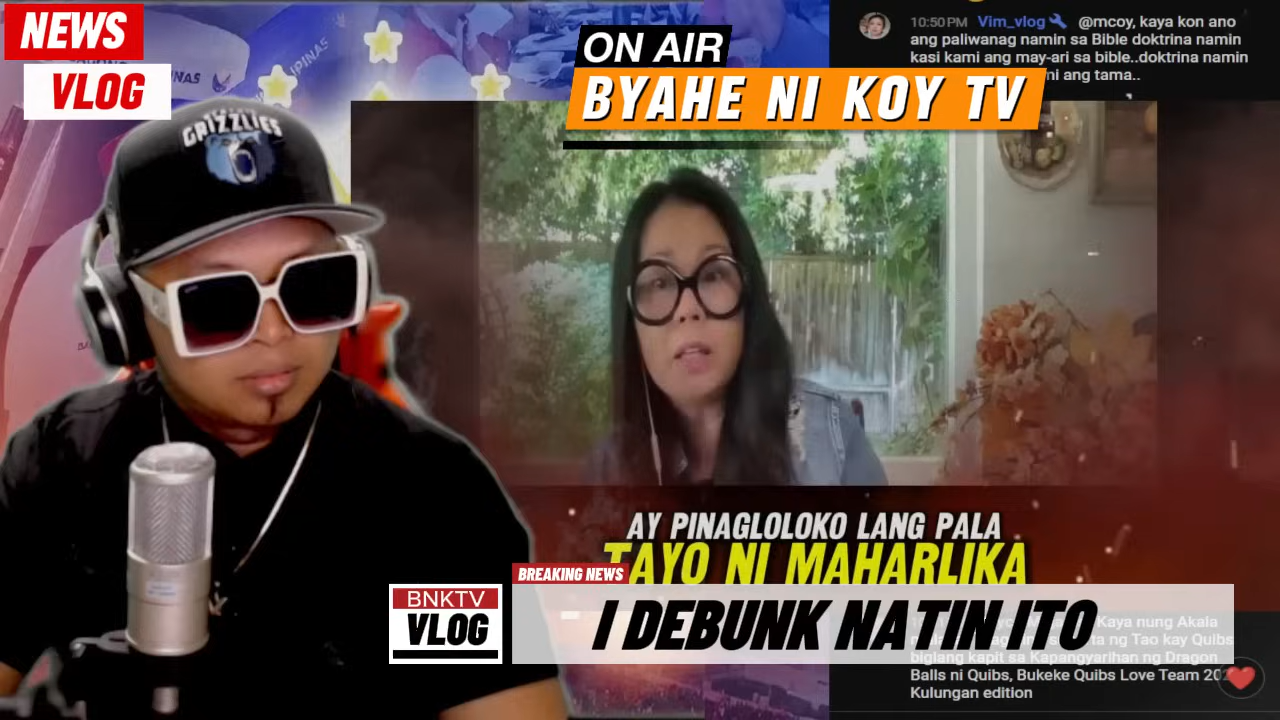 NEWS
VLOG
GRIZZLIES
PINAS
ON AIR
BYAHE NI KOY TV
10:50 PM Vim_vlog @mcoy, kaya kon ano
ang paliwanag namin sa Bible doktrina namin
kasi kami ang may-ari sa bible..doktrina namin
ni ang tama..
AY PINAGLOLOKO LANG PALA
TAYO NI MAHARLIKA
BREAKING NEWS
BNKTV
VLOG
I DEBUNK NATIN ITO
Kaya nung Akala
ng Tao kay Quibs
biglang kapit sa Kapangyarihan ng Dragon
Balls ni Quibs, Bukeke Quibs Love Team
Kulungan edition